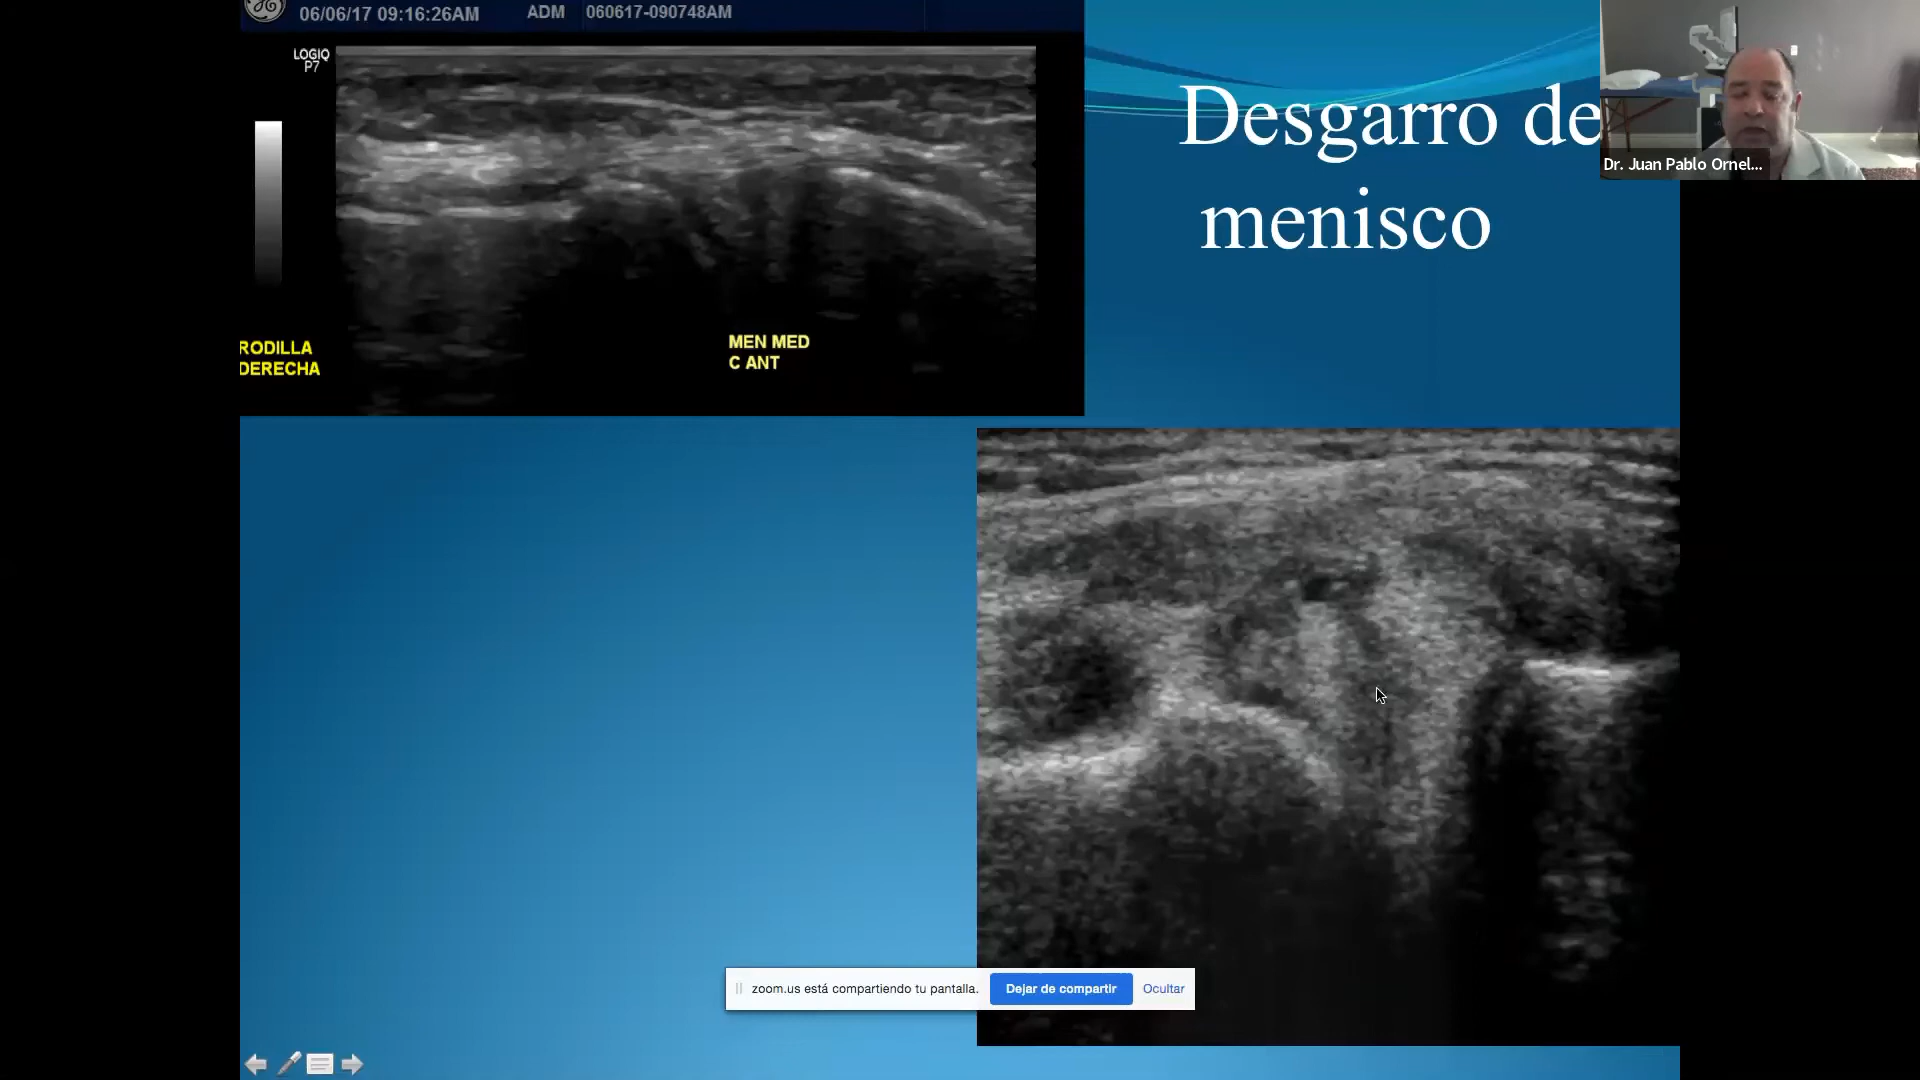 06/06/17 09:16:26AM ADM 060617-090748AM
LOGIQ
P7
Desgarro de
menisco
Dr. Juan Pablo Ornel...
RODILLA
DERECHA
MEN MED
C ANT
zoom.us está compartiendo tu pantalla. Dejar de compartir Ocultar